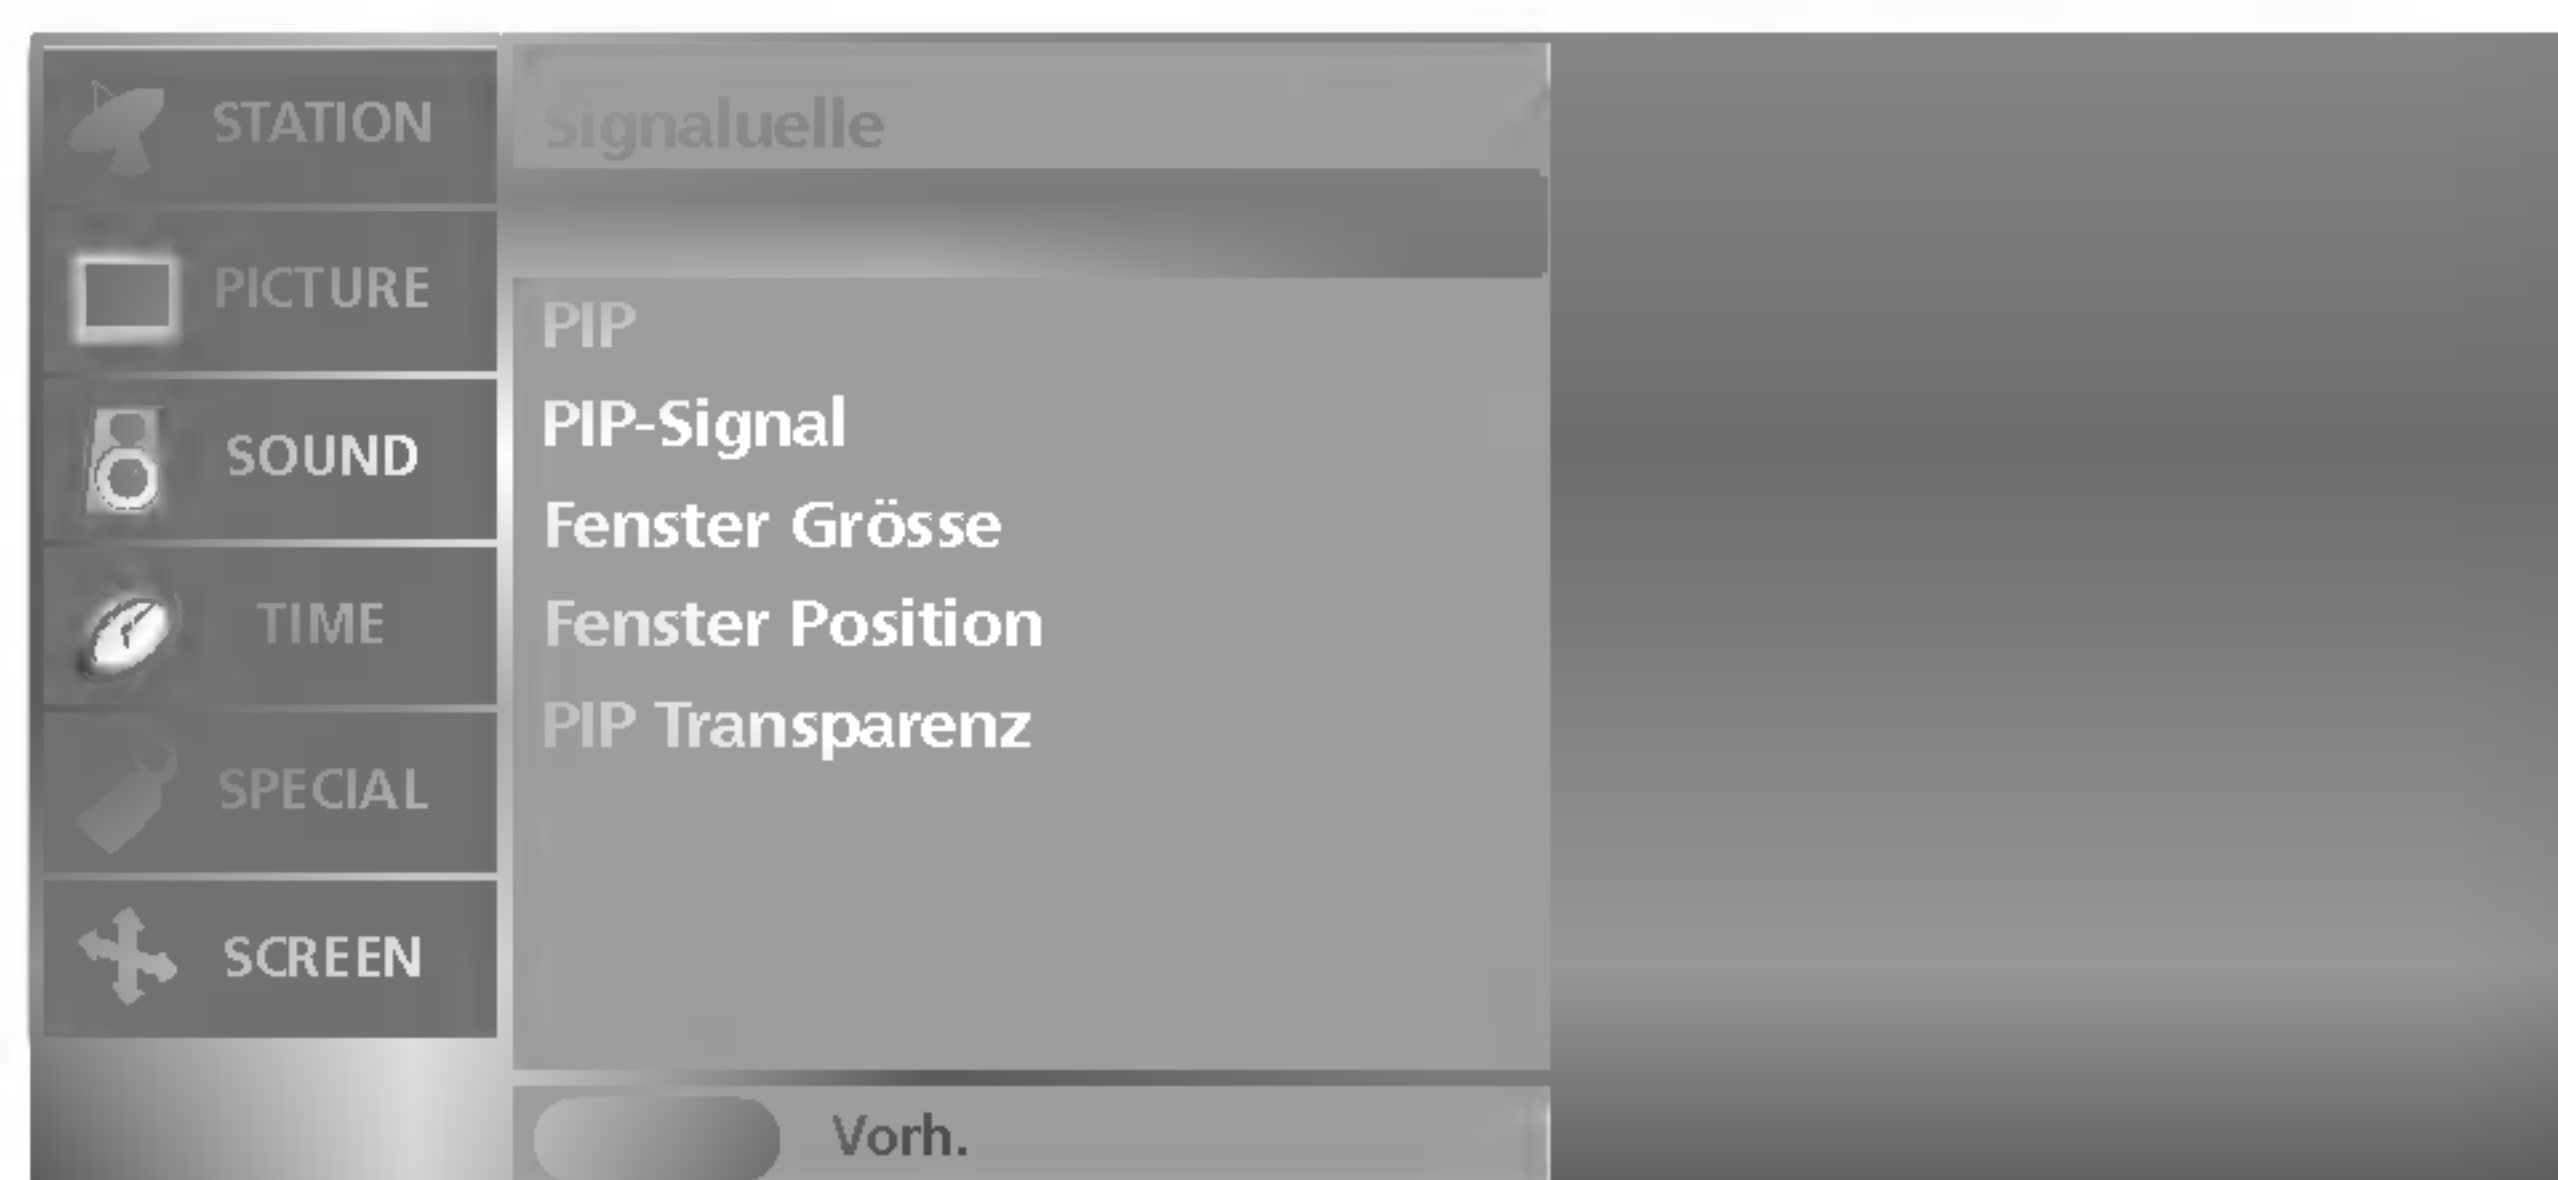 STATION
PICTURE
SOUND
TIME
SPECIAL
SCREEN
Signaluelle
PIP
PIP-Signal
Fenster Grösse
Fenster Position
PIP Transparenz
Vorh.